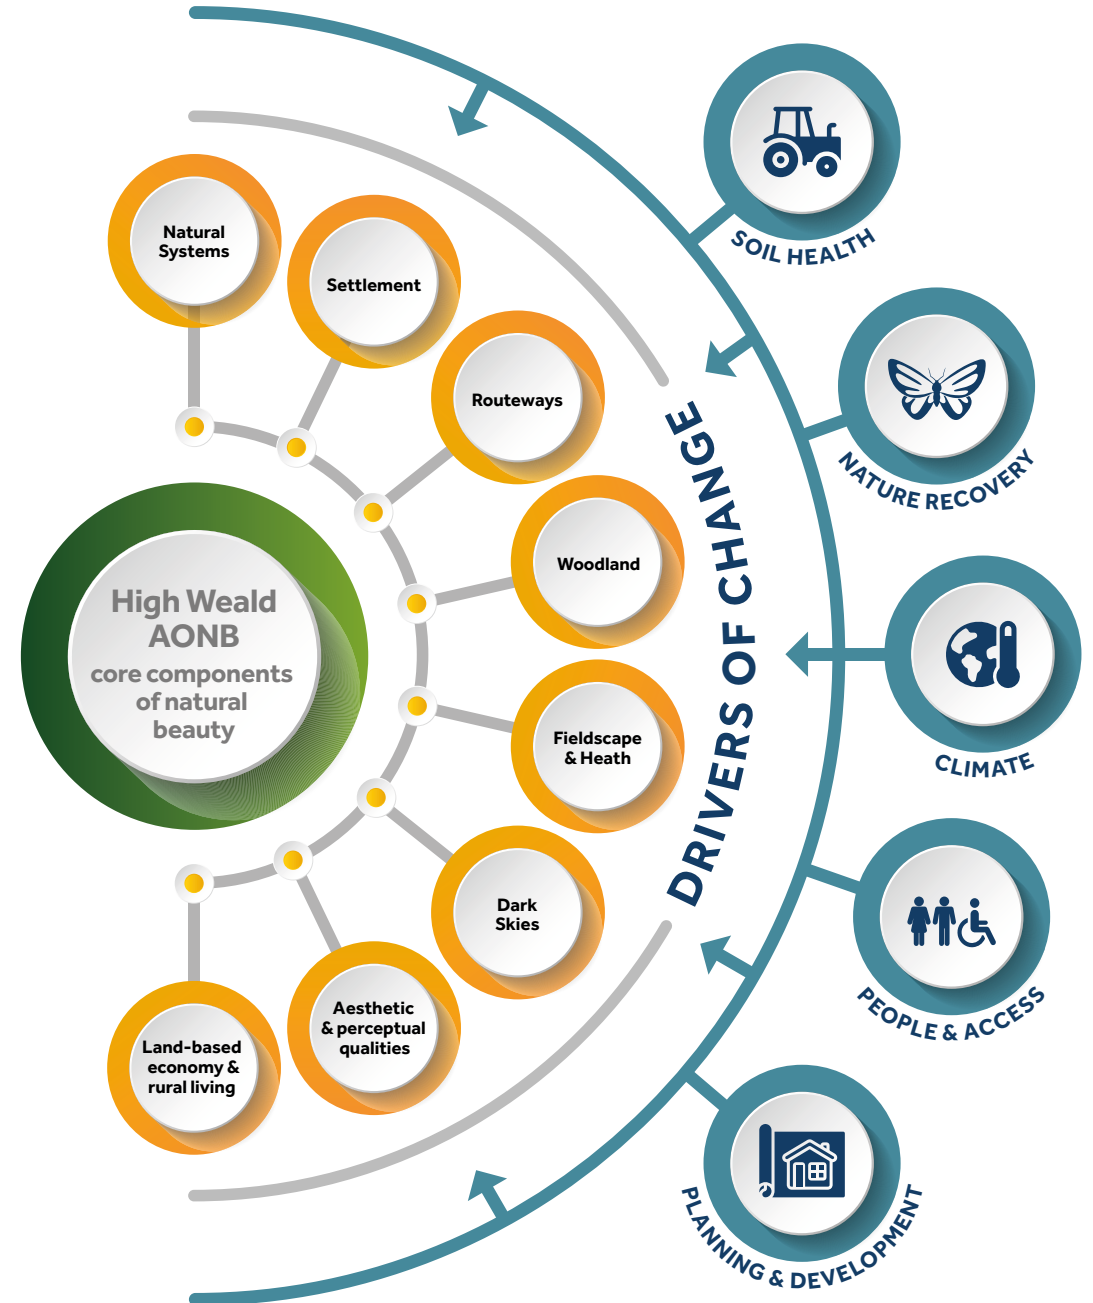 High Weald
AONB
core components
of natural
beauty
Natural
Systems
Settlement
Routeways
Woodland
Fieldscape
& Heath
Dark
Skies
Aesthetic
& perceptual
qualities
Land-based
economy &
rural living
DRIVERS OF CHANGE
SOIL HEALTH
NATURE RECOVERY
CLIMATE
PEOPLE & ACCESS
PLANNING & DEVELOPMENT